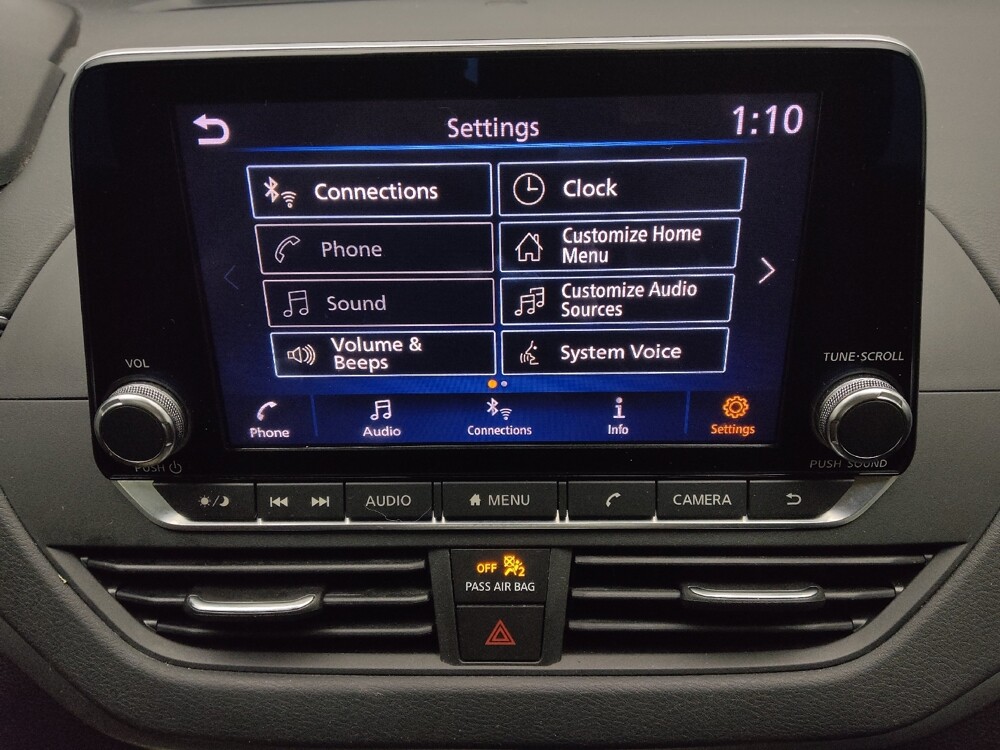 Settings
1:10
Connections
Clock
Phone
Customize Home
Menu
Sound
Customize Audio
Sources
Volume &
Beeps
System Voice
Phone
Audio
Connections
Info
Settings
VOL
PUSH
TUNE·SCROLL
PUSH SOUND
AUDIO
MENU
CAMERA
OFF 2
PASS AIR BAG